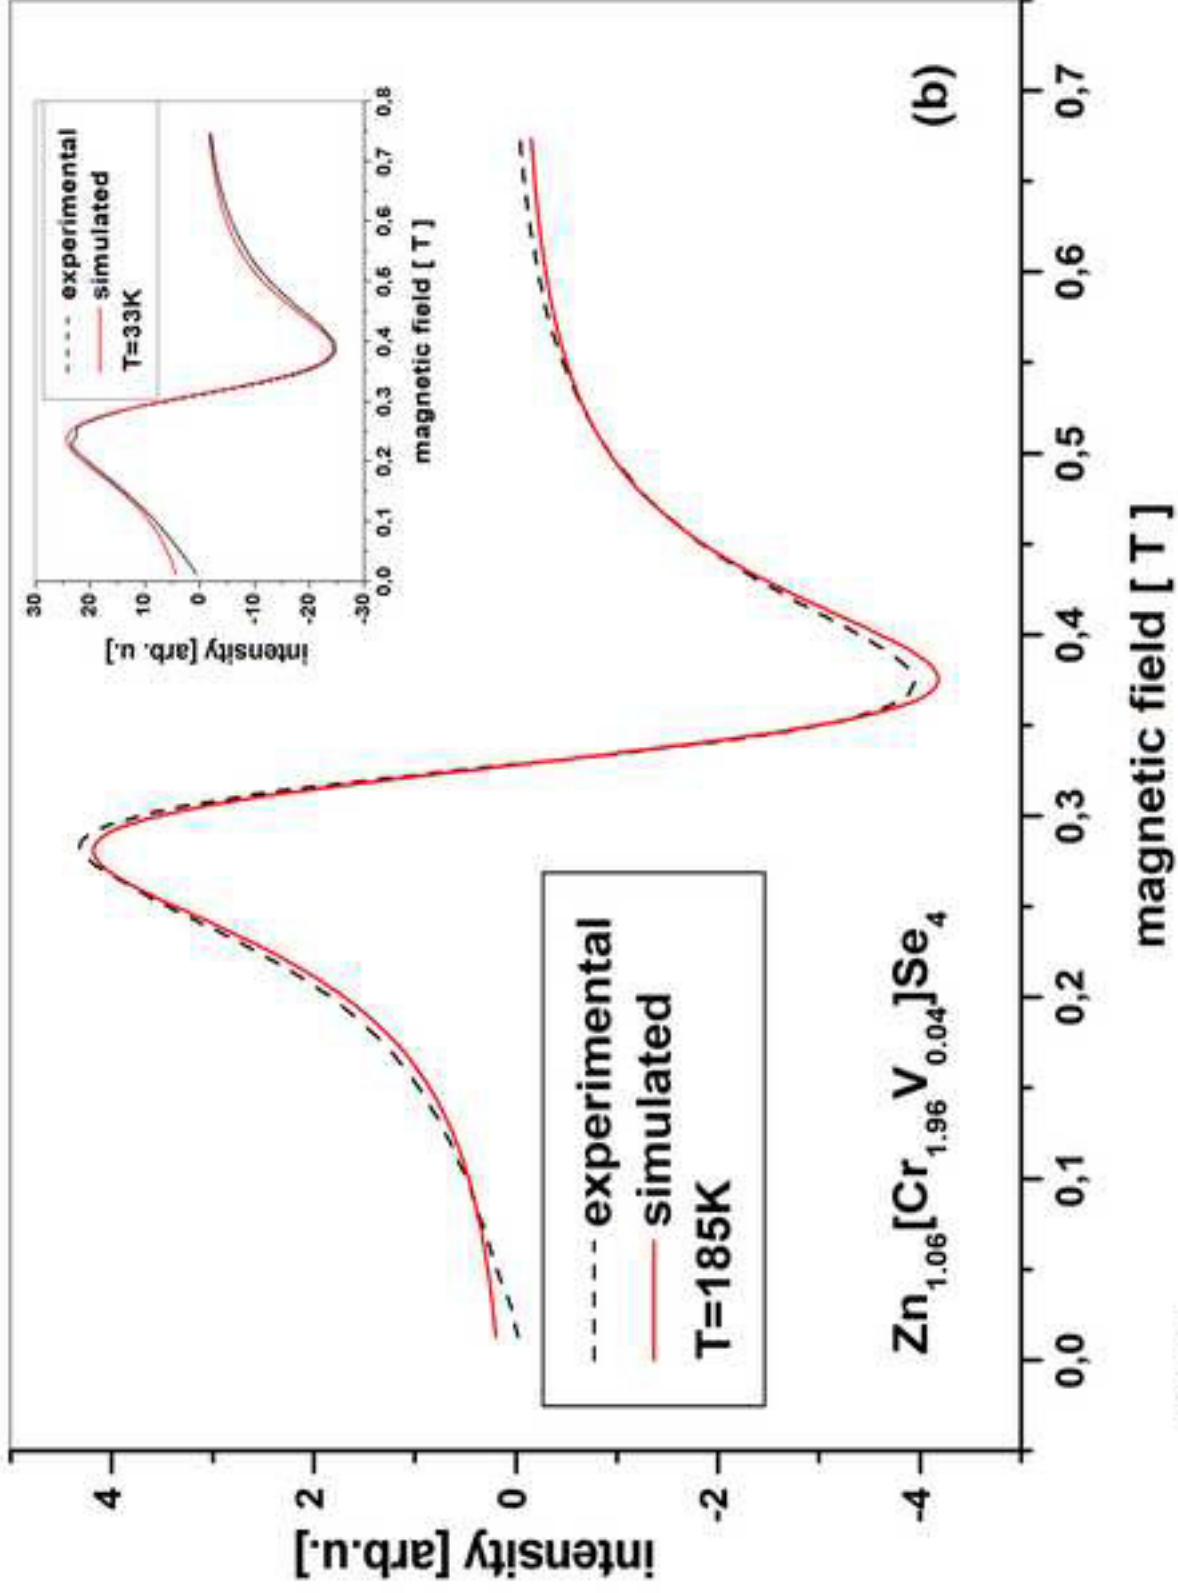 (b)
experimental
simulated
T=33K
30
20
10
0
-10
-20
-30
intensity [arb. u.]
0,0
0,1
0,2
0,3
0,4
0,5
0,6
0,7
0,8
magnetic field [ T ]
experimental
simulated
T=185K
Zn1.06[Cr1.96V0.04]Se4
4
2
0
-2
-4
intensity [arb.u.]
0,0
0,1
0,2
0,3
0,4
0,5
0,6
0,7
magnetic field [ T ]